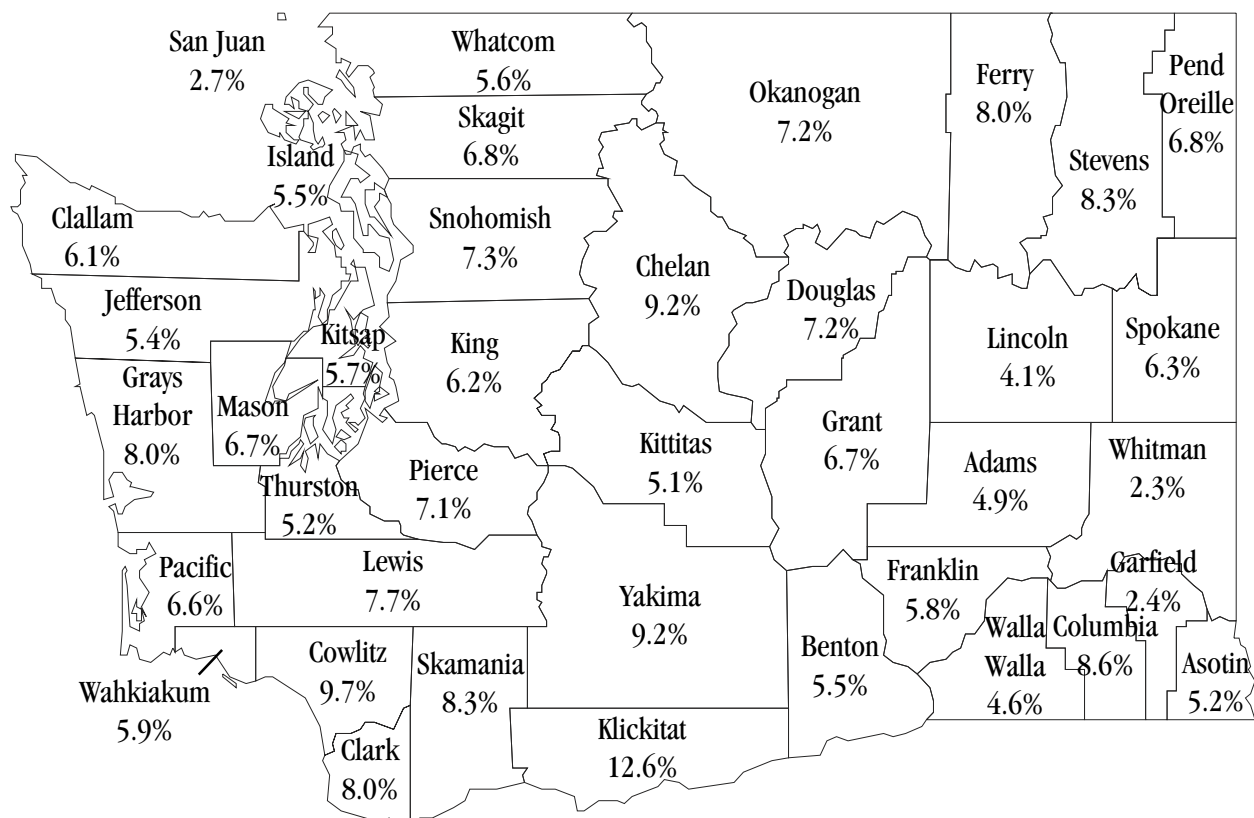 San Juan
2.7%
Whatcom
5.6%
Skagit
6.8%
Island
5.5%
Okanogan
7.2%
Ferry
8.0%
Stevens
8.3%
Pend
Oreille
6.8%
Clallam
6.1%
Snohomish
7.3%
Chelan
9.2%
Douglas
7.2%
Jefferson
5.4%
Kitsap
5.7%
King
6.2%
Lincoln
4.1%
Spokane
6.3%
Grays
Harbor
8.0%
Mason
6.7%
Kittitas
5.1%
Grant
6.7%
Adams
4.9%
Whitman
2.3%
Thurston
5.2%
Pierce
7.1%
Pacific
6.6%
Lewis
7.7%
Yakima
9.2%
Franklin
5.8%
Garfield
2.4%
Benton
5.5%
Walla
Walla
4.6%
Columbia
8.6%
Asotin
5.2%
Wahkiakum
5.9%
Cowlitz
9.7%
Skamania
8.3%
Clark
8.0%
Klickitat
12.6%